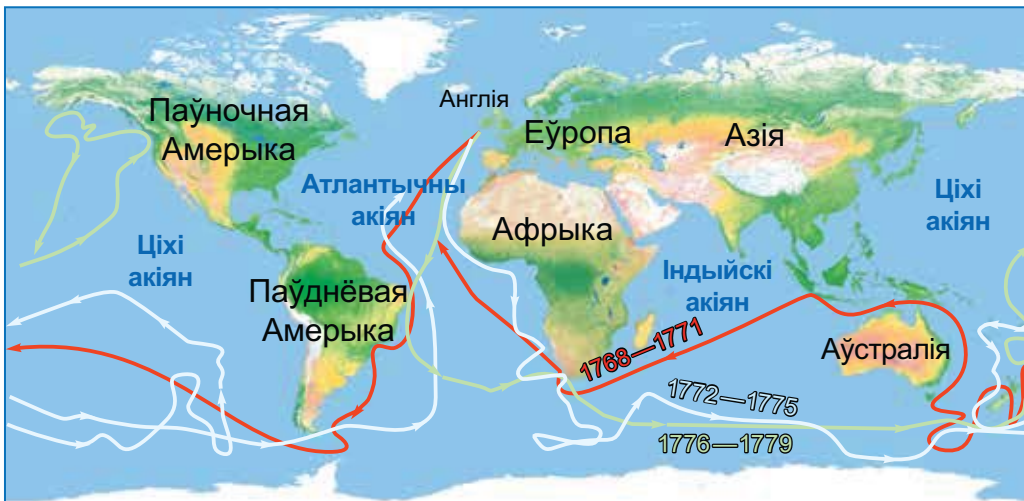 Англія
Паўночная
Амерыка
Еўропа
Азія
Атлантычны
акіян
Ціхі
акіян
Афрыка
Ціхі
акіян
Індыйскі
акіян
Паўднёвая
Амерыка
Аўстралія
1768—1771
1772—1775
1776—1779